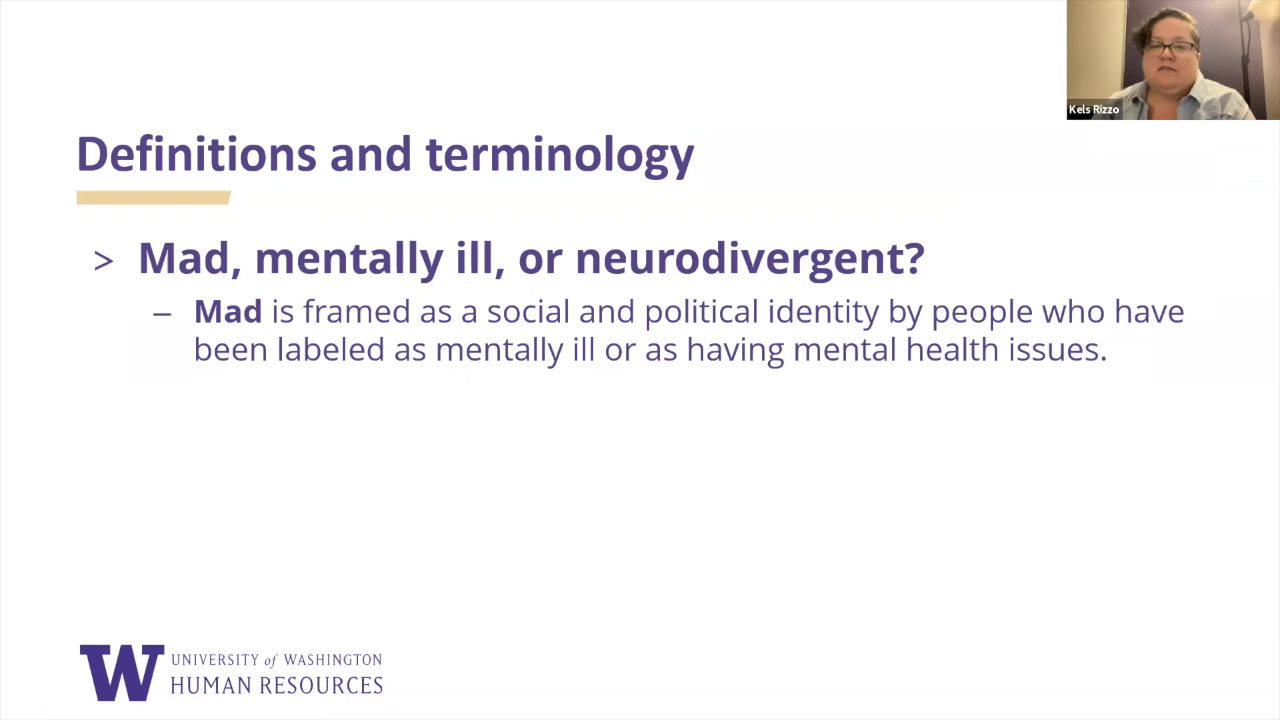 Kels Rizzo
Definitions and terminology
> Mad, mentally ill, or neurodivergent?
– Mad is framed as a social and political identity by people who have
been labeled as mentally ill or as having mental health issues.
W UNIVERSITY of WASHINGTON
HUMAN RESOURCES